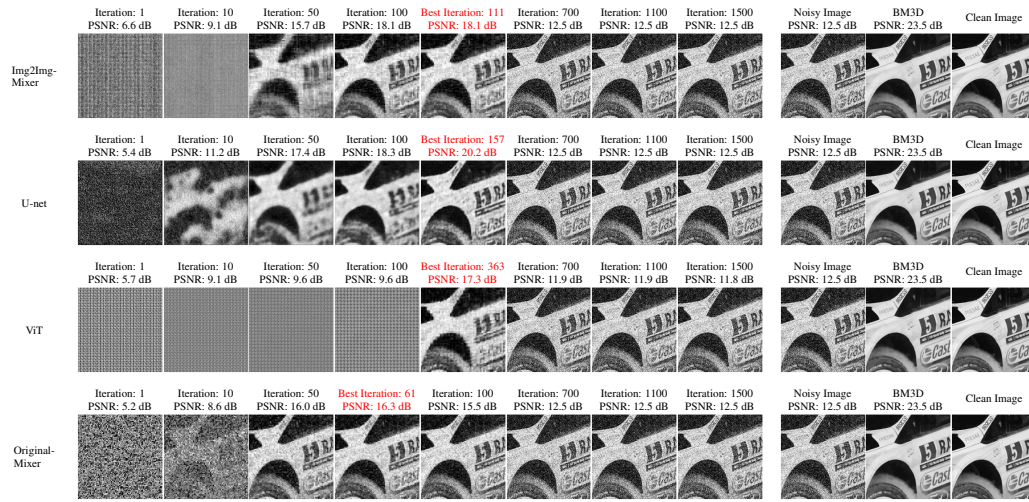 Iteration: 1 Iteration: 10 Iteration: 50 Iteration: 100 Best Iteration: 111 Iteration: 700 Iteration: 1100 Iteration: 1500 Noisy Image BM3D Clean Image
PSNR: 6.6 dB PSNR: 9.1 dB PSNR: 15.7 dB PSNR: 18.1 dB PSNR: 18.1 dB PSNR: 12.5 dB PSNR: 12.5 dB PSNR: 12.5 dB PSNR: 12.5 dB PSNR: 23.5 dB
Img2Img-
Mixer
Iteration: 1 Iteration: 10 Iteration: 50 Iteration: 100 Best Iteration: 157 Iteration: 700 Iteration: 1100 Iteration: 1500 Noisy Image BM3D Clean Image
PSNR: 5.4 dB PSNR: 11.2 dB PSNR: 17.4 dB PSNR: 18.3 dB PSNR: 20.2 dB PSNR: 12.5 dB PSNR: 12.5 dB PSNR: 12.5 dB PSNR: 12.5 dB PSNR: 23.5 dB
U-net
Iteration: 1 Iteration: 10 Iteration: 50 Iteration: 100 Best Iteration: 363 Iteration: 700 Iteration: 1100 Iteration: 1500 Noisy Image BM3D Clean Image
PSNR: 5.7 dB PSNR: 9.1 dB PSNR: 9.6 dB PSNR: 9.6 dB PSNR: 17.3 dB PSNR: 11.9 dB PSNR: 11.9 dB PSNR: 11.8 dB PSNR: 12.5 dB PSNR: 23.5 dB
ViT
Iteration: 1 Iteration: 10 Iteration: 50 Best Iteration: 61 Iteration: 100 Iteration: 700 Iteration: 1100 Iteration: 1500 Noisy Image BM3D Clean Image
PSNR: 5.2 dB PSNR: 8.6 dB PSNR: 16.0 dB PSNR: 16.3 dB PSNR: 15.5 dB PSNR: 12.5 dB PSNR: 12.5 dB PSNR: 12.5 dB PSNR: 12.5 dB PSNR: 23.5 dB
Original-
Mixer